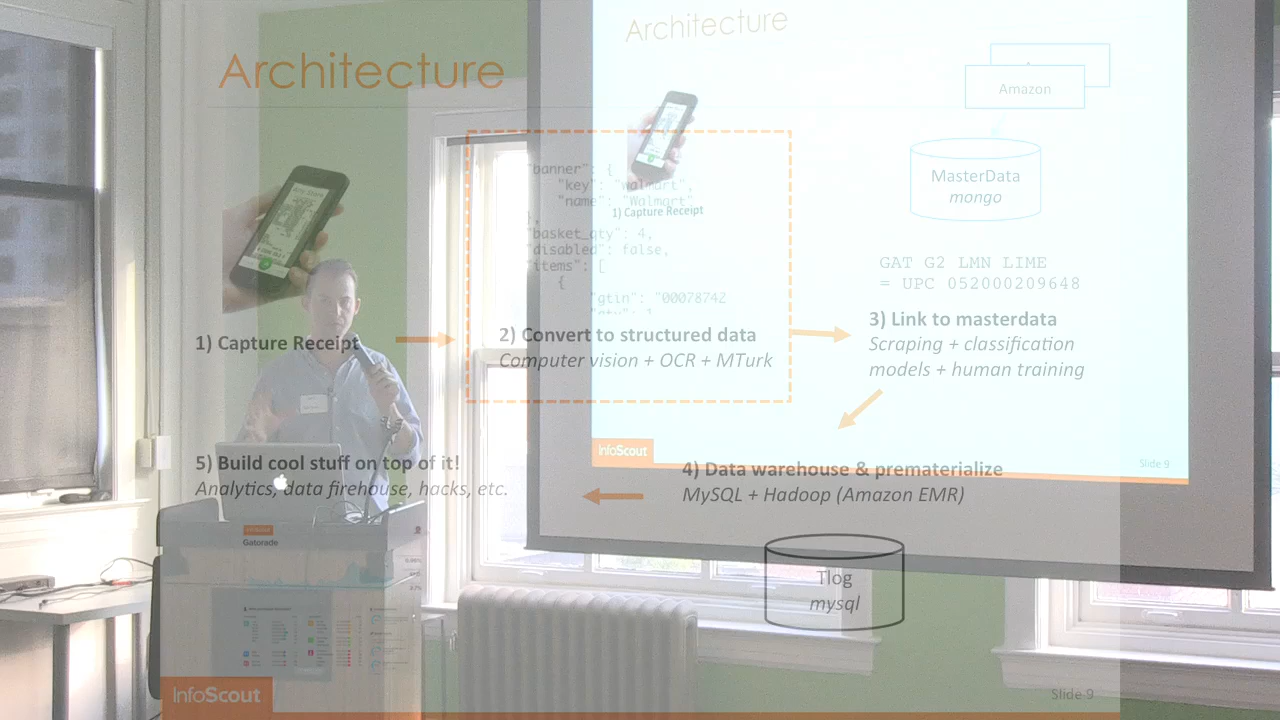 Architecture
Architecture
Amazon
MasterData
mongo
"banner": {
"key": "walmart",
"name": "Walmart"
},
1) Capture Receipt
basket_qty": 4,
disabled": false,
"items": [
{
"gtin": "00078742
GAT G2 LMN LIME
= UPC 052000209648
1) Capture Receipt
2) Convert to structured data
Computer vision + OCR + MTurk
3) Link to masterdata
Scraping + classification
models + human training
5) Build cool stuff on top of it!
Analytics, data firehouse, hacks, etc.
4) Data warehouse & prematerialize
MySQL + Hadoop (Amazon EMR)
InfoScout
Slide 9
Gatorade
Tlog
mysql
InfoScout
Slide 9